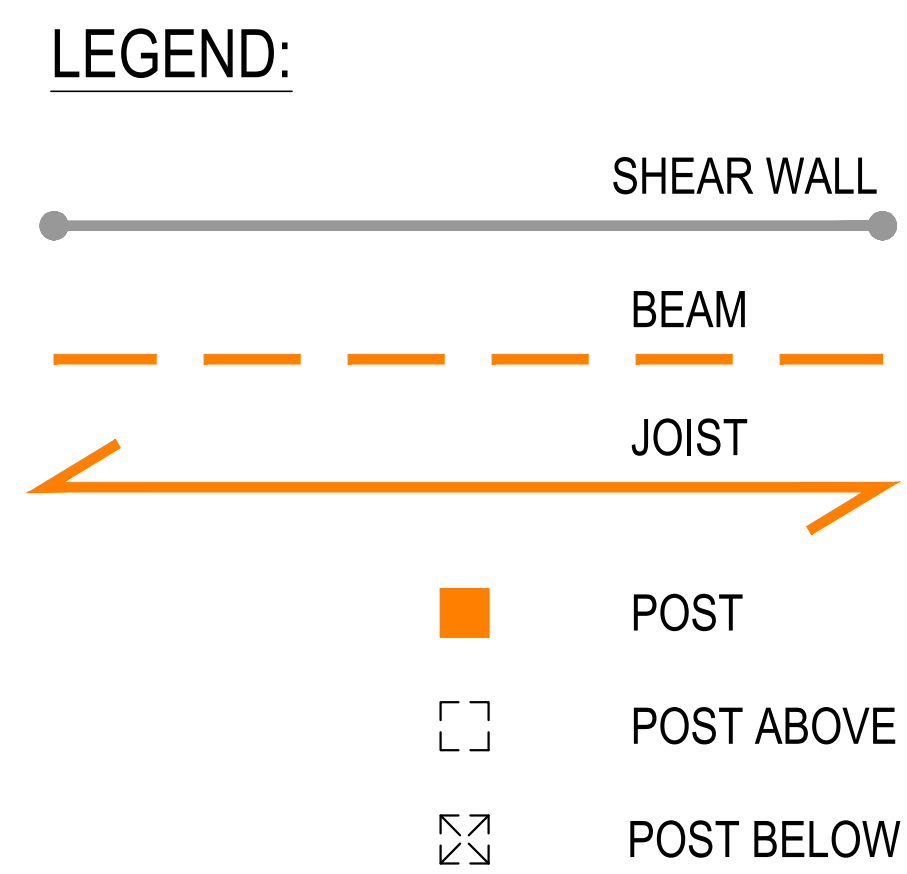 LEGEND:
SHEAR WALL
BEAM
JOIST
POST
POST ABOVE
POST BELOW